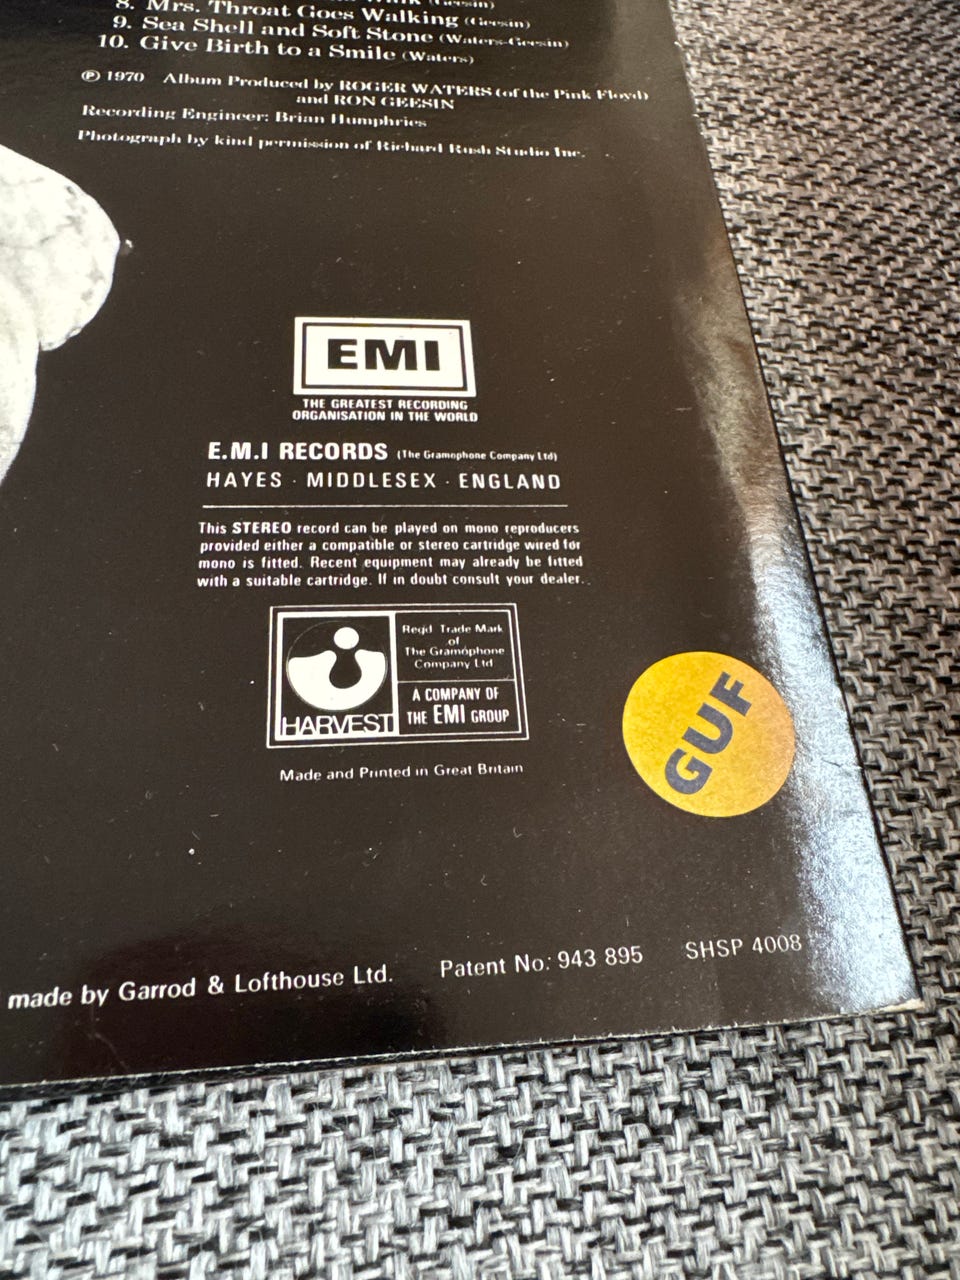 (Geesin)
8. Mrs. Throat Goes Walking (Geesin)
9. Sea Shell and Soft Stone (Waters-Geesin)
10. Give Birth to a Smile (Waters)
℗ 1970 Album Produced by ROGER WATERS (of the Pink Floyd)
and RON GEESIN
Recording Engineer: Brian Humphries
Photograph by kind permission of Richard Rush Studio Inc.
EMI
THE GREATEST RECORDING
ORGANISATION IN THE WORLD
E.M.I RECORDS (The Gramophone Company Ltd)
HAYES · MIDDLESEX · ENGLAND
This STEREO record can be played on mono reproducers
provided either a compatible or stereo cartridge wired for
mono is fitted. Recent equipment may already be fitted
with a suitable cartridge. If in doubt consult your dealer.
HARVEST
Regd Trade Mark
of
The Gramophone
Company Ltd
A COMPANY OF
THE EMI GROUP
Made and Printed in Great Britain
GUF
made by Garrod & Lofthouse Ltd. Patent No: 943 895 SHSP 4008